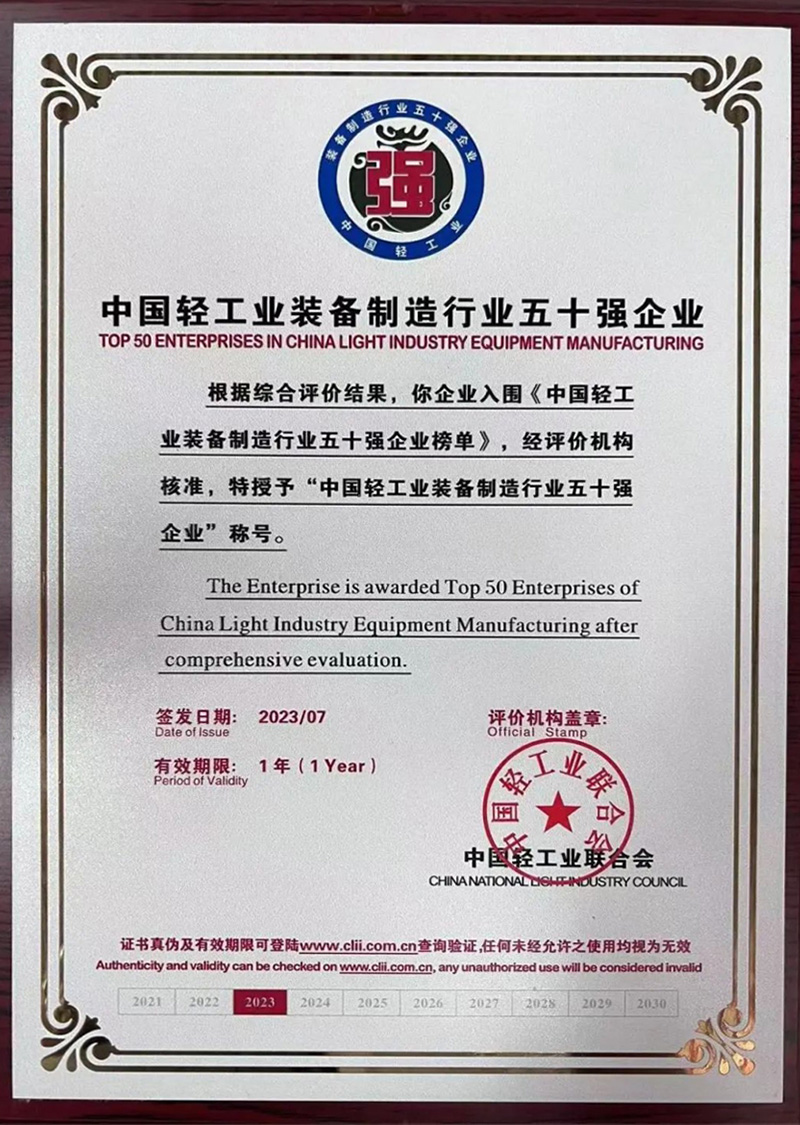 装备制造行业五十强企业
强
中国轻工业
中国轻工业装备制造行业五十强企业
TOP 50 ENTERPRISES IN CHINA LIGHT INDUSTRY EQUIPMENT MANUFACTURING
根据综合评价结果，你企业入围《中国轻工
业装备制造行业五十强企业榜单》，经评价机构
核准，特授予“中国轻工业装备制造行业五十强
企业”称号。
The Enterprise is awarded Top 50 Enterprises of
China Light Industry Equipment Manufacturing after
comprehensive evaluation.
签发日期: 2023/07
Date of Issue
有效期限: 1 年 ( 1 Year )
Period of Validity
评价机构盖章:
Official Stamp
中国轻工业联合会
中国轻工业联合会
CHINA NATIONAL LIGHT INDUSTRY COUNCIL
证书真伪及有效期限可登陆www.clii.com.cn查询验证,任何未经允许之使用均视为无效
Authenticity and validity can be checked on www.clii.com.cn, any unauthorized use will be considered invalid
2021 2022 2023 2024 2025 2026 2027 2028 2029 2030